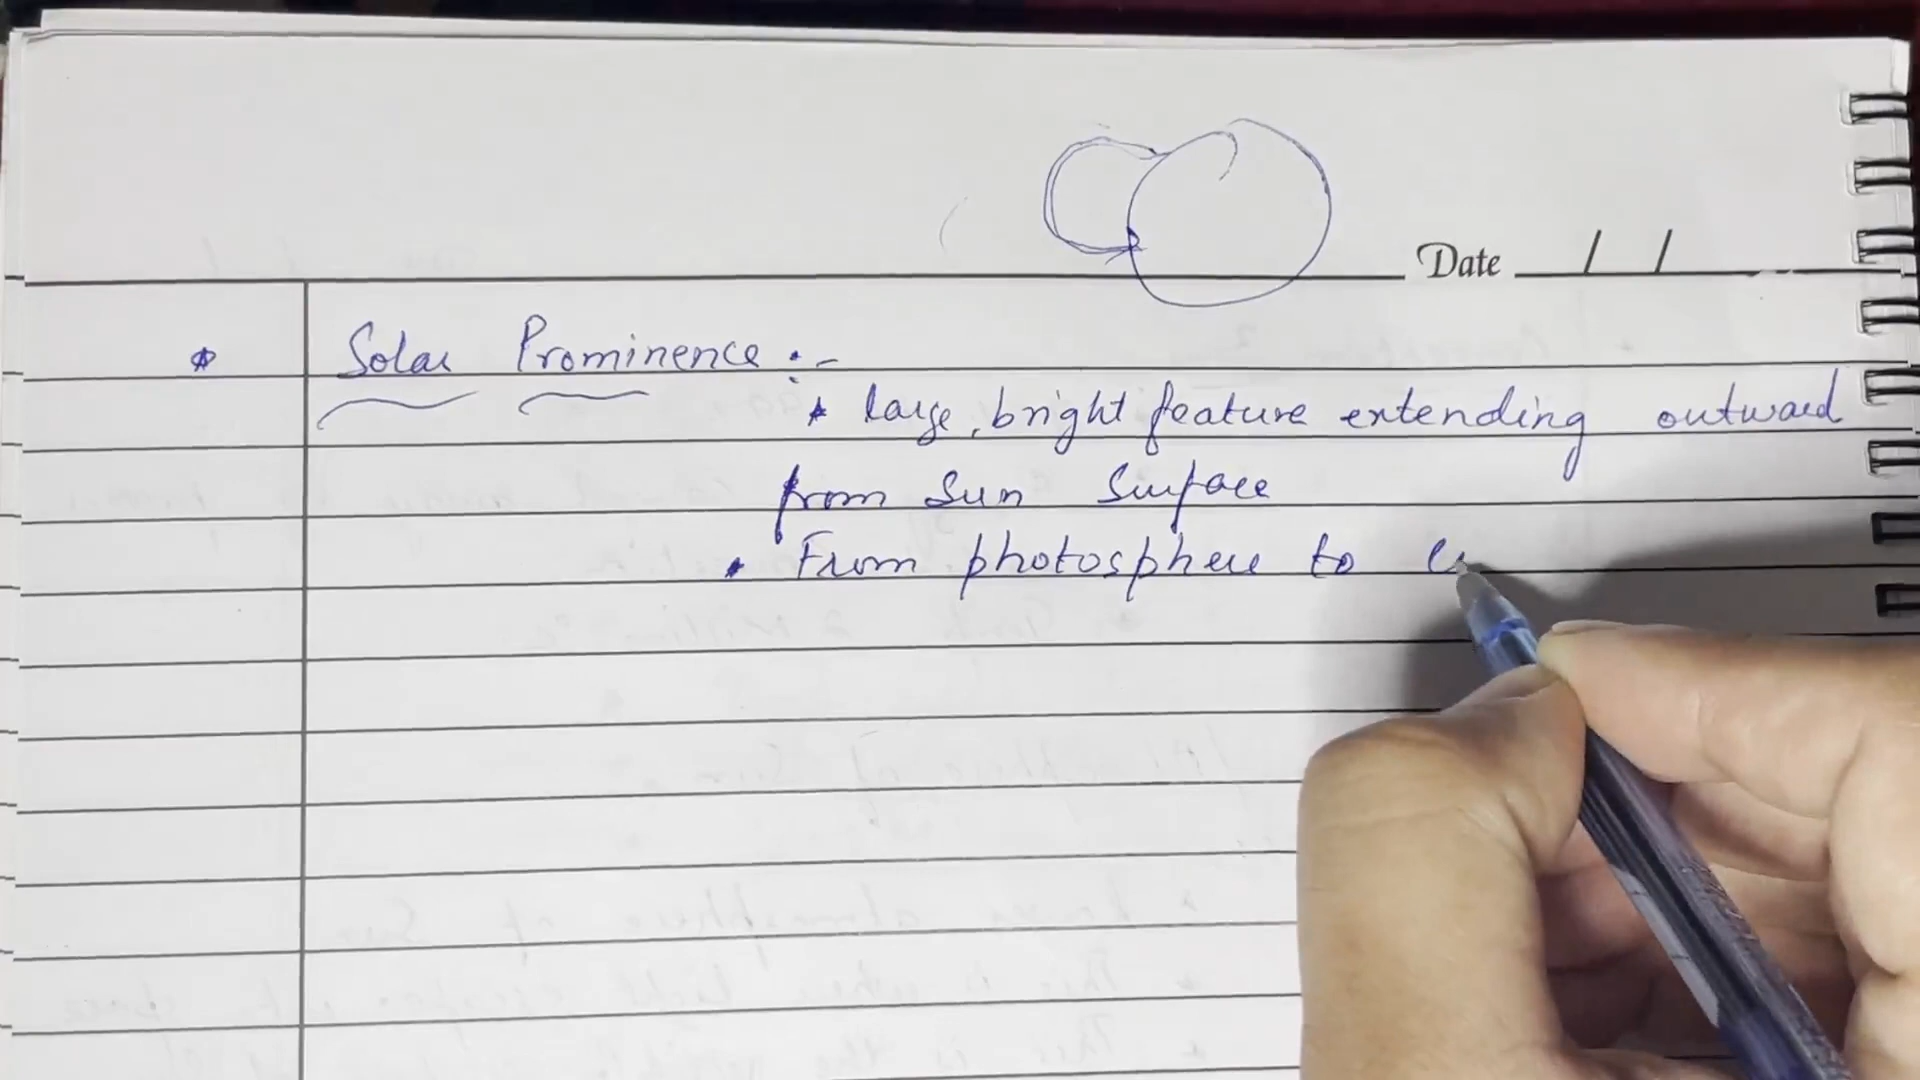 Date / /
* Solar Prominence :-
* large, bright feature extending outward
from Sun Surface
* From photosphere to